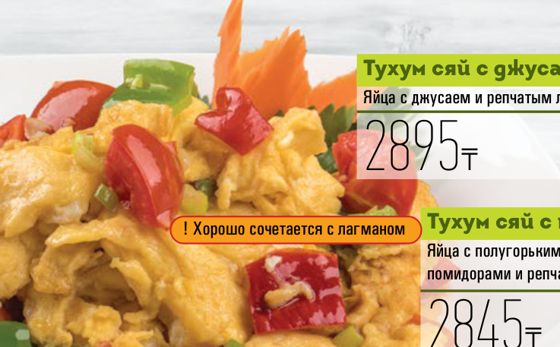 Тухум сяй с джуса
Яйца с джусаем и репчатым
2895₸
! Хорошо сочетается с лагманом
Тухум сяй с
Яйца с полугорьким
помидорами и репча
2845₸